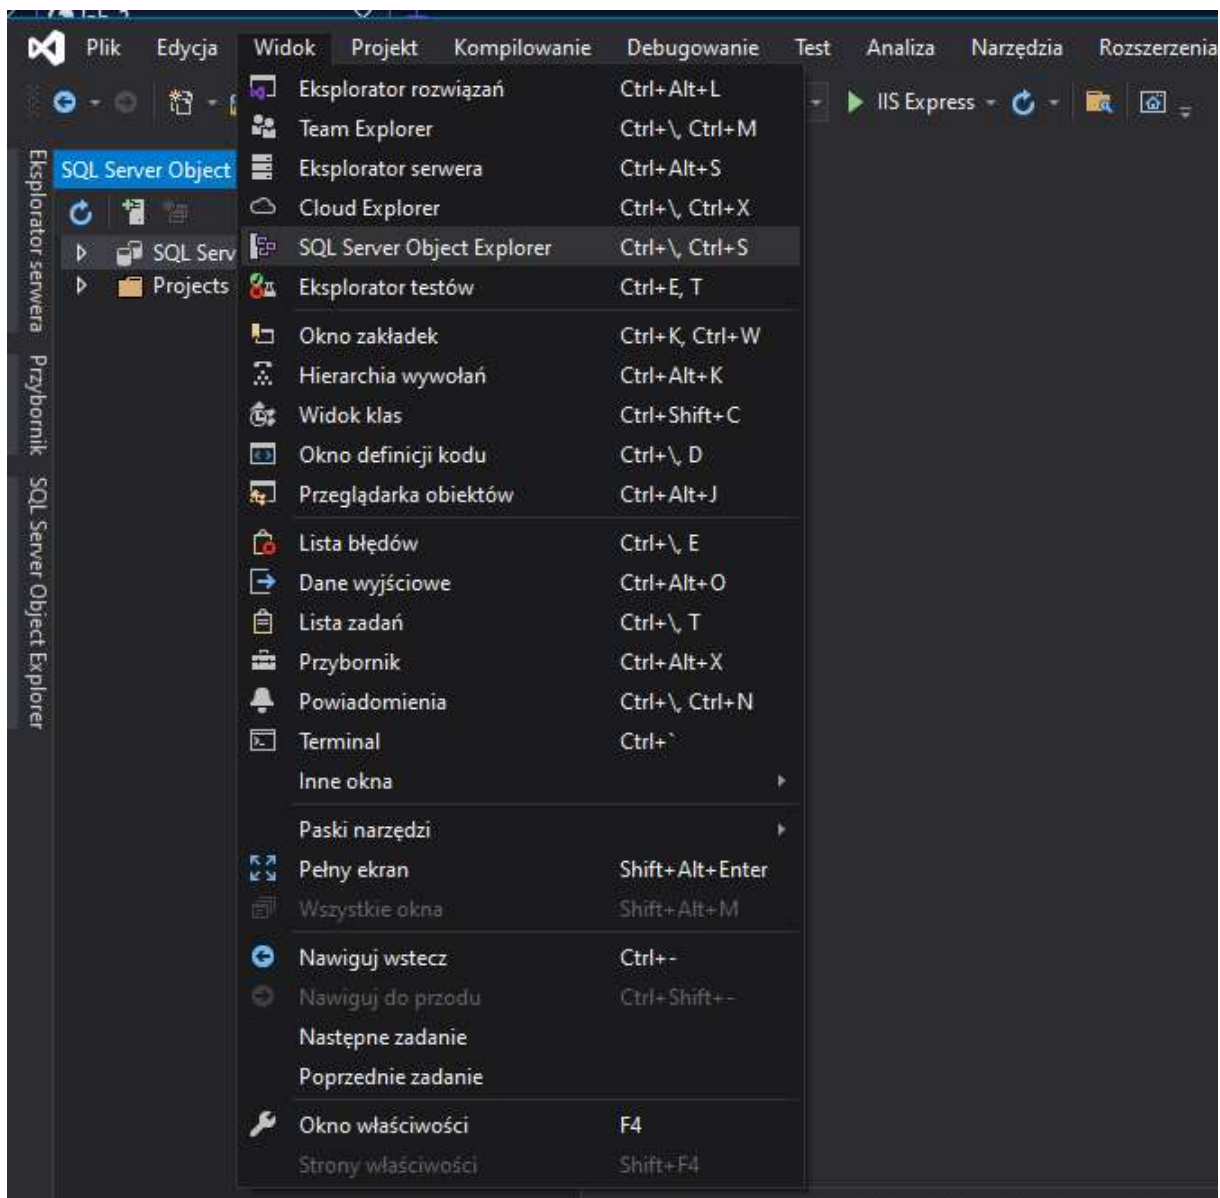 Plik Edycja Widok Projekt Kompilowanie Debugowanie Test Analiza Narzędzia Rozszerzenia
IIS Express
Eksplorator serwera
Przybornik
SQL Server Object Explorer
SQL Server Object
SQL Serv
Projects
Eksplorator rozwiązań Ctrl+Alt+L
Team Explorer Ctrl+\, Ctrl+M
Eksplorator serwera Ctrl+Alt+S
Cloud Explorer Ctrl+\, Ctrl+X
SQL Server Object Explorer Ctrl+\, Ctrl+S
Eksplorator testów Ctrl+E, T
Okno zakładek Ctrl+K, Ctrl+W
Hierarchia wywołań Ctrl+Alt+K
Widok klas Ctrl+Shift+C
Okno definicji kodu Ctrl+\, D
Przeglądarka obiektów Ctrl+Alt+J
Lista błędów Ctrl+\, E
Dane wyjściowe Ctrl+Alt+O
Lista zadań Ctrl+\, T
Przybornik Ctrl+Alt+X
Powiadomienia Ctrl+\, Ctrl+N
Terminal Ctrl+`
Inne okna
Paski narzędzi
Pełny ekran Shift+Alt+Enter
Wszystkie okna Shift+Alt+M
Nawiguj wstecz Ctrl+-
Nawiguj do przodu Ctrl+Shift+-
Następne zadanie
Poprzednie zadanie
Okno właściwości F4
Strony właściwości Shift+F4